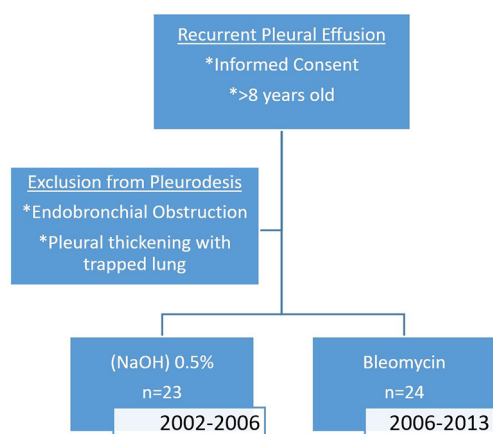 Recurrent Pleural Effusion
*Informed Consent
*>8 years old
Exclusion from Pleurodesis
*Endobronchial Obstruction
*Pleural thickening with
trapped lung
(NaOH) 0.5%
n=23
2002-2006
Bleomycin
n=24
2006-2013